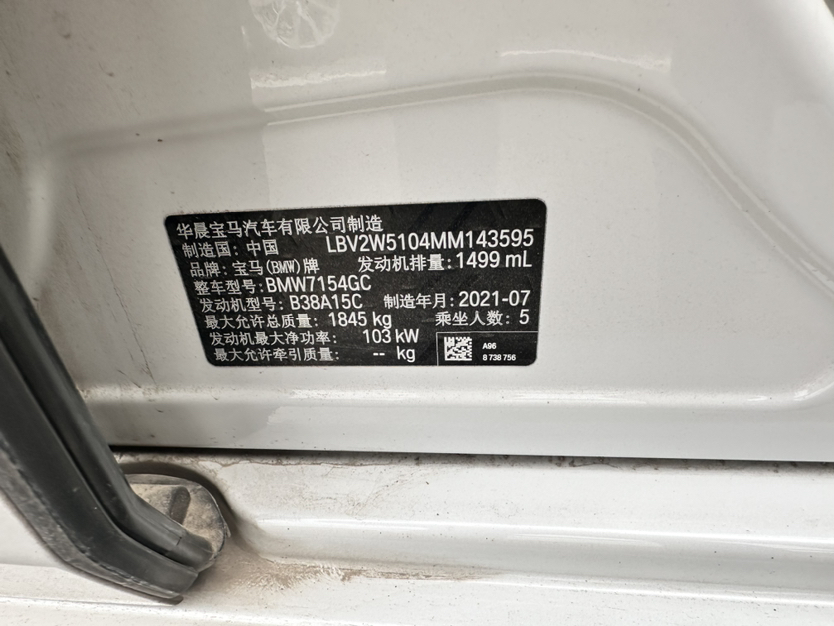 华晨宝马汽车有限公司制造
制造国：中国 LBV2W5104MM143595
品牌：宝马(BMW)牌 发动机排量：1499 mL
整车型号：BMW7154GC
发动机型号：B38A15C 制造年月：2021-07
最大允许总质量：1845 kg 乘坐人数：5
发动机最大净功率：103 kW
最大允许牵引质量：-- kg
A96
8 738 756